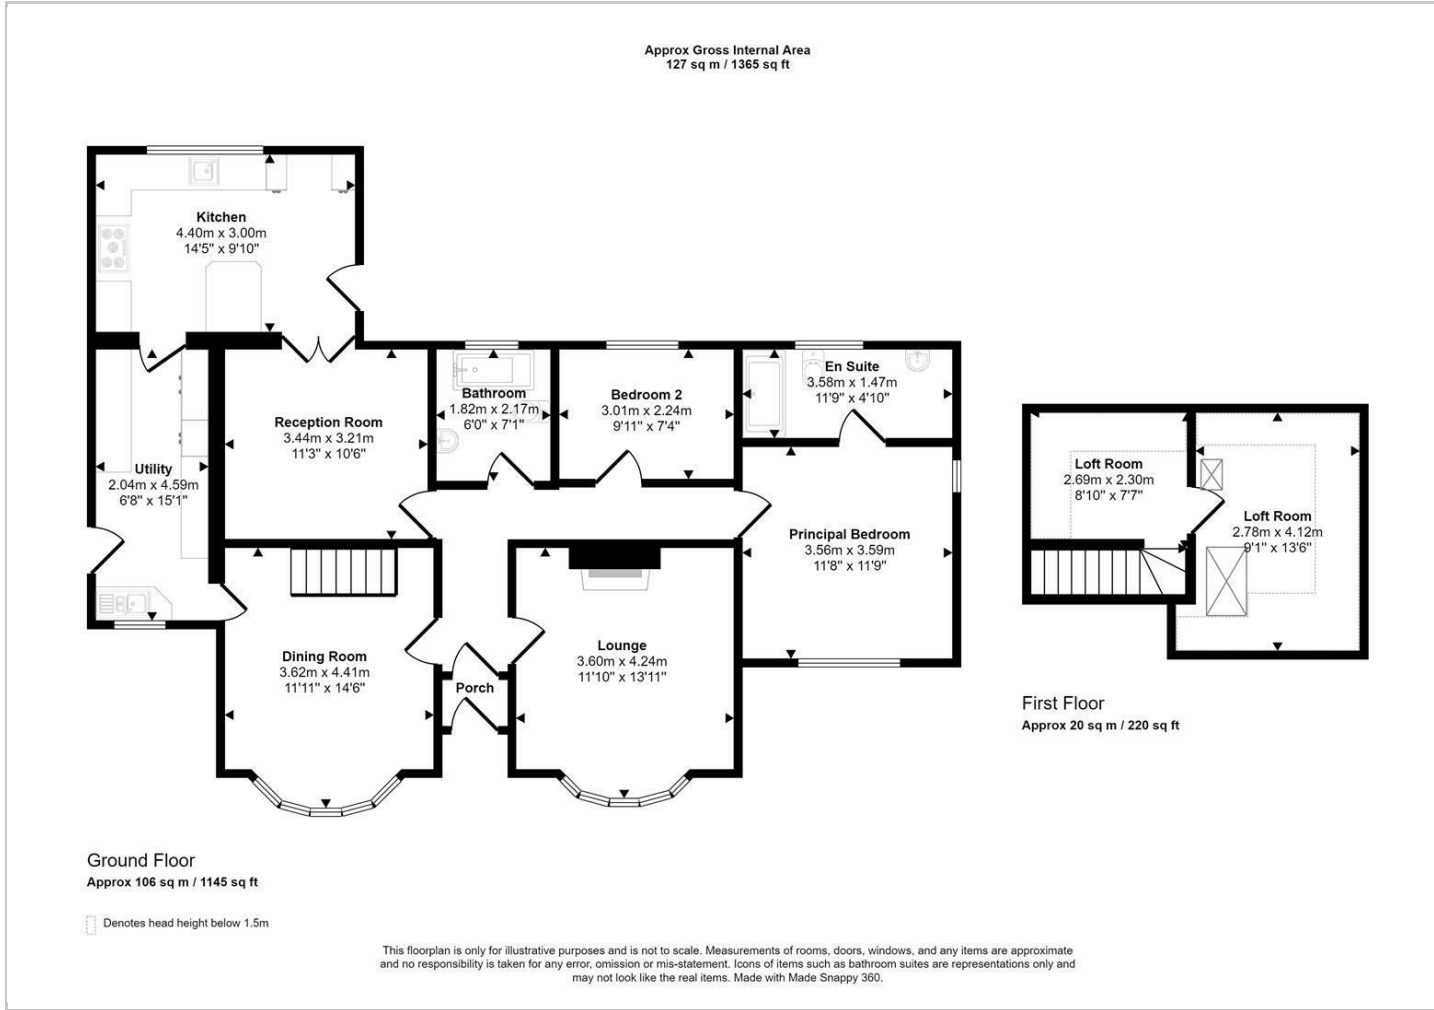 Approx Gross Internal Area
127 sq m / 1365 sq ft
Kitchen
4.40m x 3.00m
14'5" x 9'10"
Reception Room
3.44m x 3.21m
11'3" x 10'6"
Bathroom
1.82m x 2.17m
6'0" x 7'1"
Bedroom 2
3.01m x 2.24m
9'11" x 7'4"
En Suite
3.58m x 1.47m
11'9" x 4'10"
Utility
2.04m x 4.59m
6'8" x 15'1"
Principal Bedroom
3.56m x 3.59m
11'8" x 11'9"
Dining Room
3.62m x 4.41m
11'11" x 14'6"
Porch
Lounge
3.60m x 4.24m
11'10" x 13'11"
Loft Room
2.69m x 2.30m
8'10" x 7'7"
Loft Room
2.78m x 4.12m
9'1" x 13'6"
First Floor
Approx 20 sq m / 220 sq ft
Ground Floor
Approx 106 sq m / 1145 sq ft
Denotes head height below 1.5m
This floorplan is only for illustrative purposes and is not to scale. Measurements of rooms, doors, windows, and any items are approximate
and no responsibility is taken for any error, omission or mis-statement. Icons of items such as bathroom suites are representations only and
may not look like the real items. Made with Made Snappy 360.